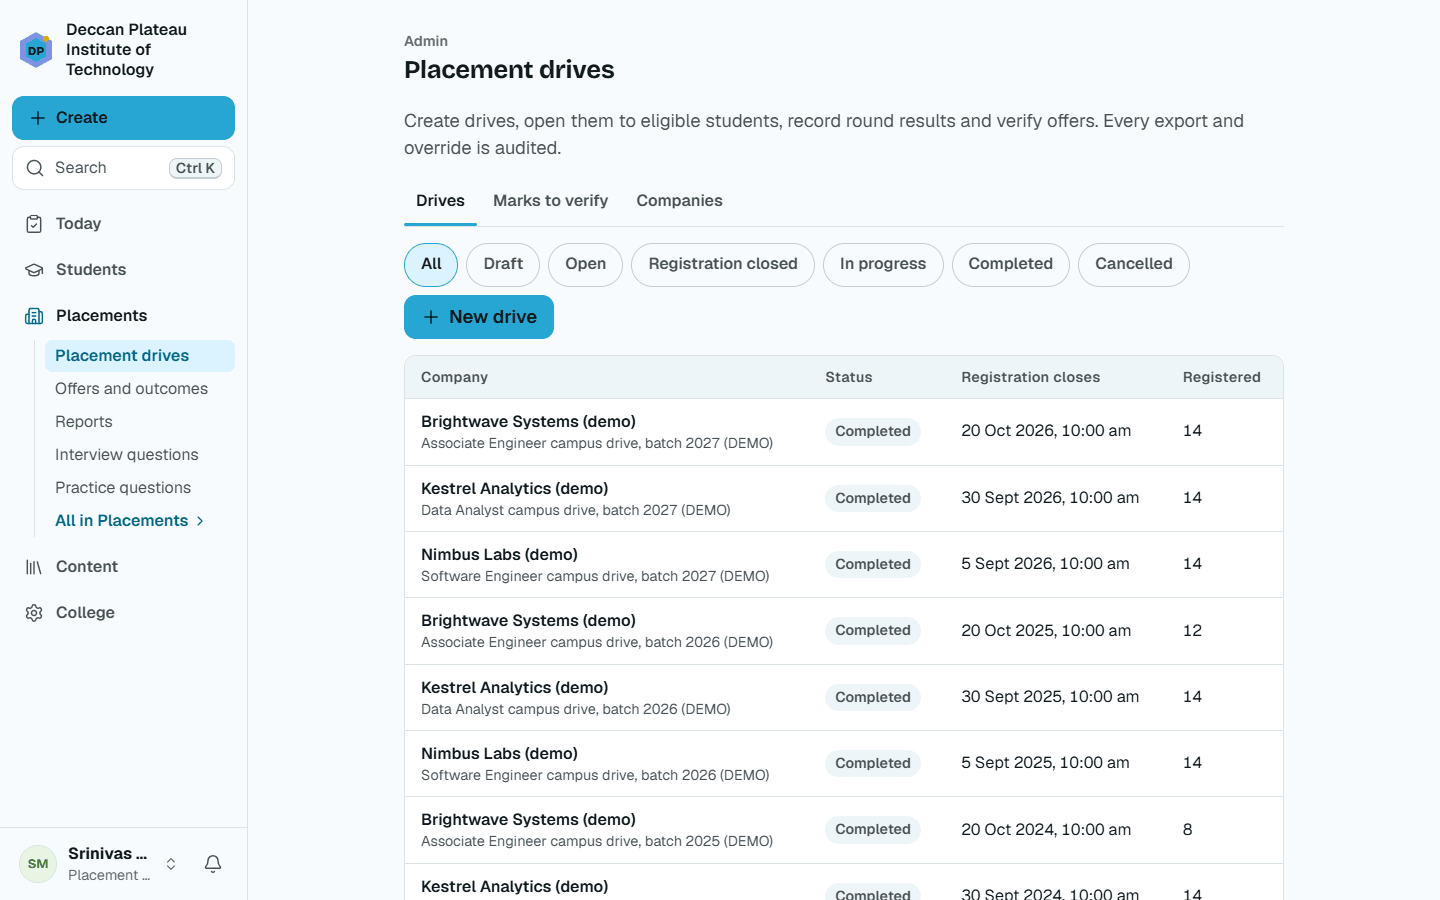 DP
Deccan Plateau
Institute of
Technology
Create
Search
Ctrl K
Today
Students
Placements
Placement drives
Offers and outcomes
Reports
Interview questions
Practice questions
All in Placements
Content
College
SM
Srinivas ...
Placement ...
Admin
Placement drives
Create drives, open them to eligible students, record round results and verify offers. Every export and
override is audited.
Drives Marks to verify Companies
All Draft Open Registration closed In progress Completed Cancelled
New drive
Company Status Registration closes Registered
Brightwave Systems (demo)
Associate Engineer campus drive, batch 2027 (DEMO)
Completed 20 Oct 2026, 10:00 am 14
Kestrel Analytics (demo)
Data Analyst campus drive, batch 2027 (DEMO)
Completed 30 Sept 2026, 10:00 am 14
Nimbus Labs (demo)
Software Engineer campus drive, batch 2027 (DEMO)
Completed 5 Sept 2026, 10:00 am 14
Brightwave Systems (demo)
Associate Engineer campus drive, batch 2026 (DEMO)
Completed 20 Oct 2025, 10:00 am 12
Kestrel Analytics (demo)
Data Analyst campus drive, batch 2026 (DEMO)
Completed 30 Sept 2025, 10:00 am 14
Nimbus Labs (demo)
Software Engineer campus drive, batch 2026 (DEMO)
Completed 5 Sept 2025, 10:00 am 14
Brightwave Systems (demo)
Associate Engineer campus drive, batch 2025 (DEMO)
Completed 20 Oct 2024, 10:00 am 8
Kestrel Analytics (demo)
Completed 30 Sept 2024, 10:00 am 14